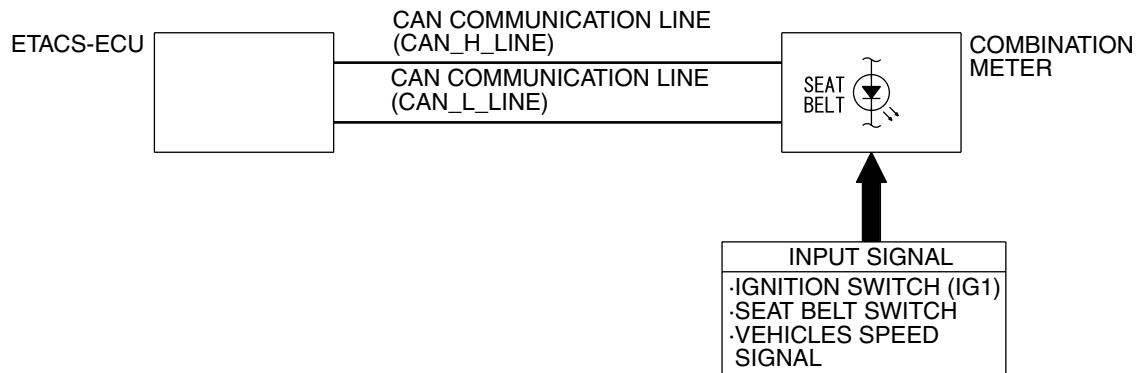 CAN COMMUNICATION LINE
(CAN_H_LINE)
ETACS-ECU
COMBINATION
METER
CAN COMMUNICATION LINE
(CAN_L_LINE)
SEAT
BELT
INPUT SIGNAL
·IGNITION SWITCH (IG1)
·SEAT BELT SWITCH
·VEHICLES SPEED
SIGNAL